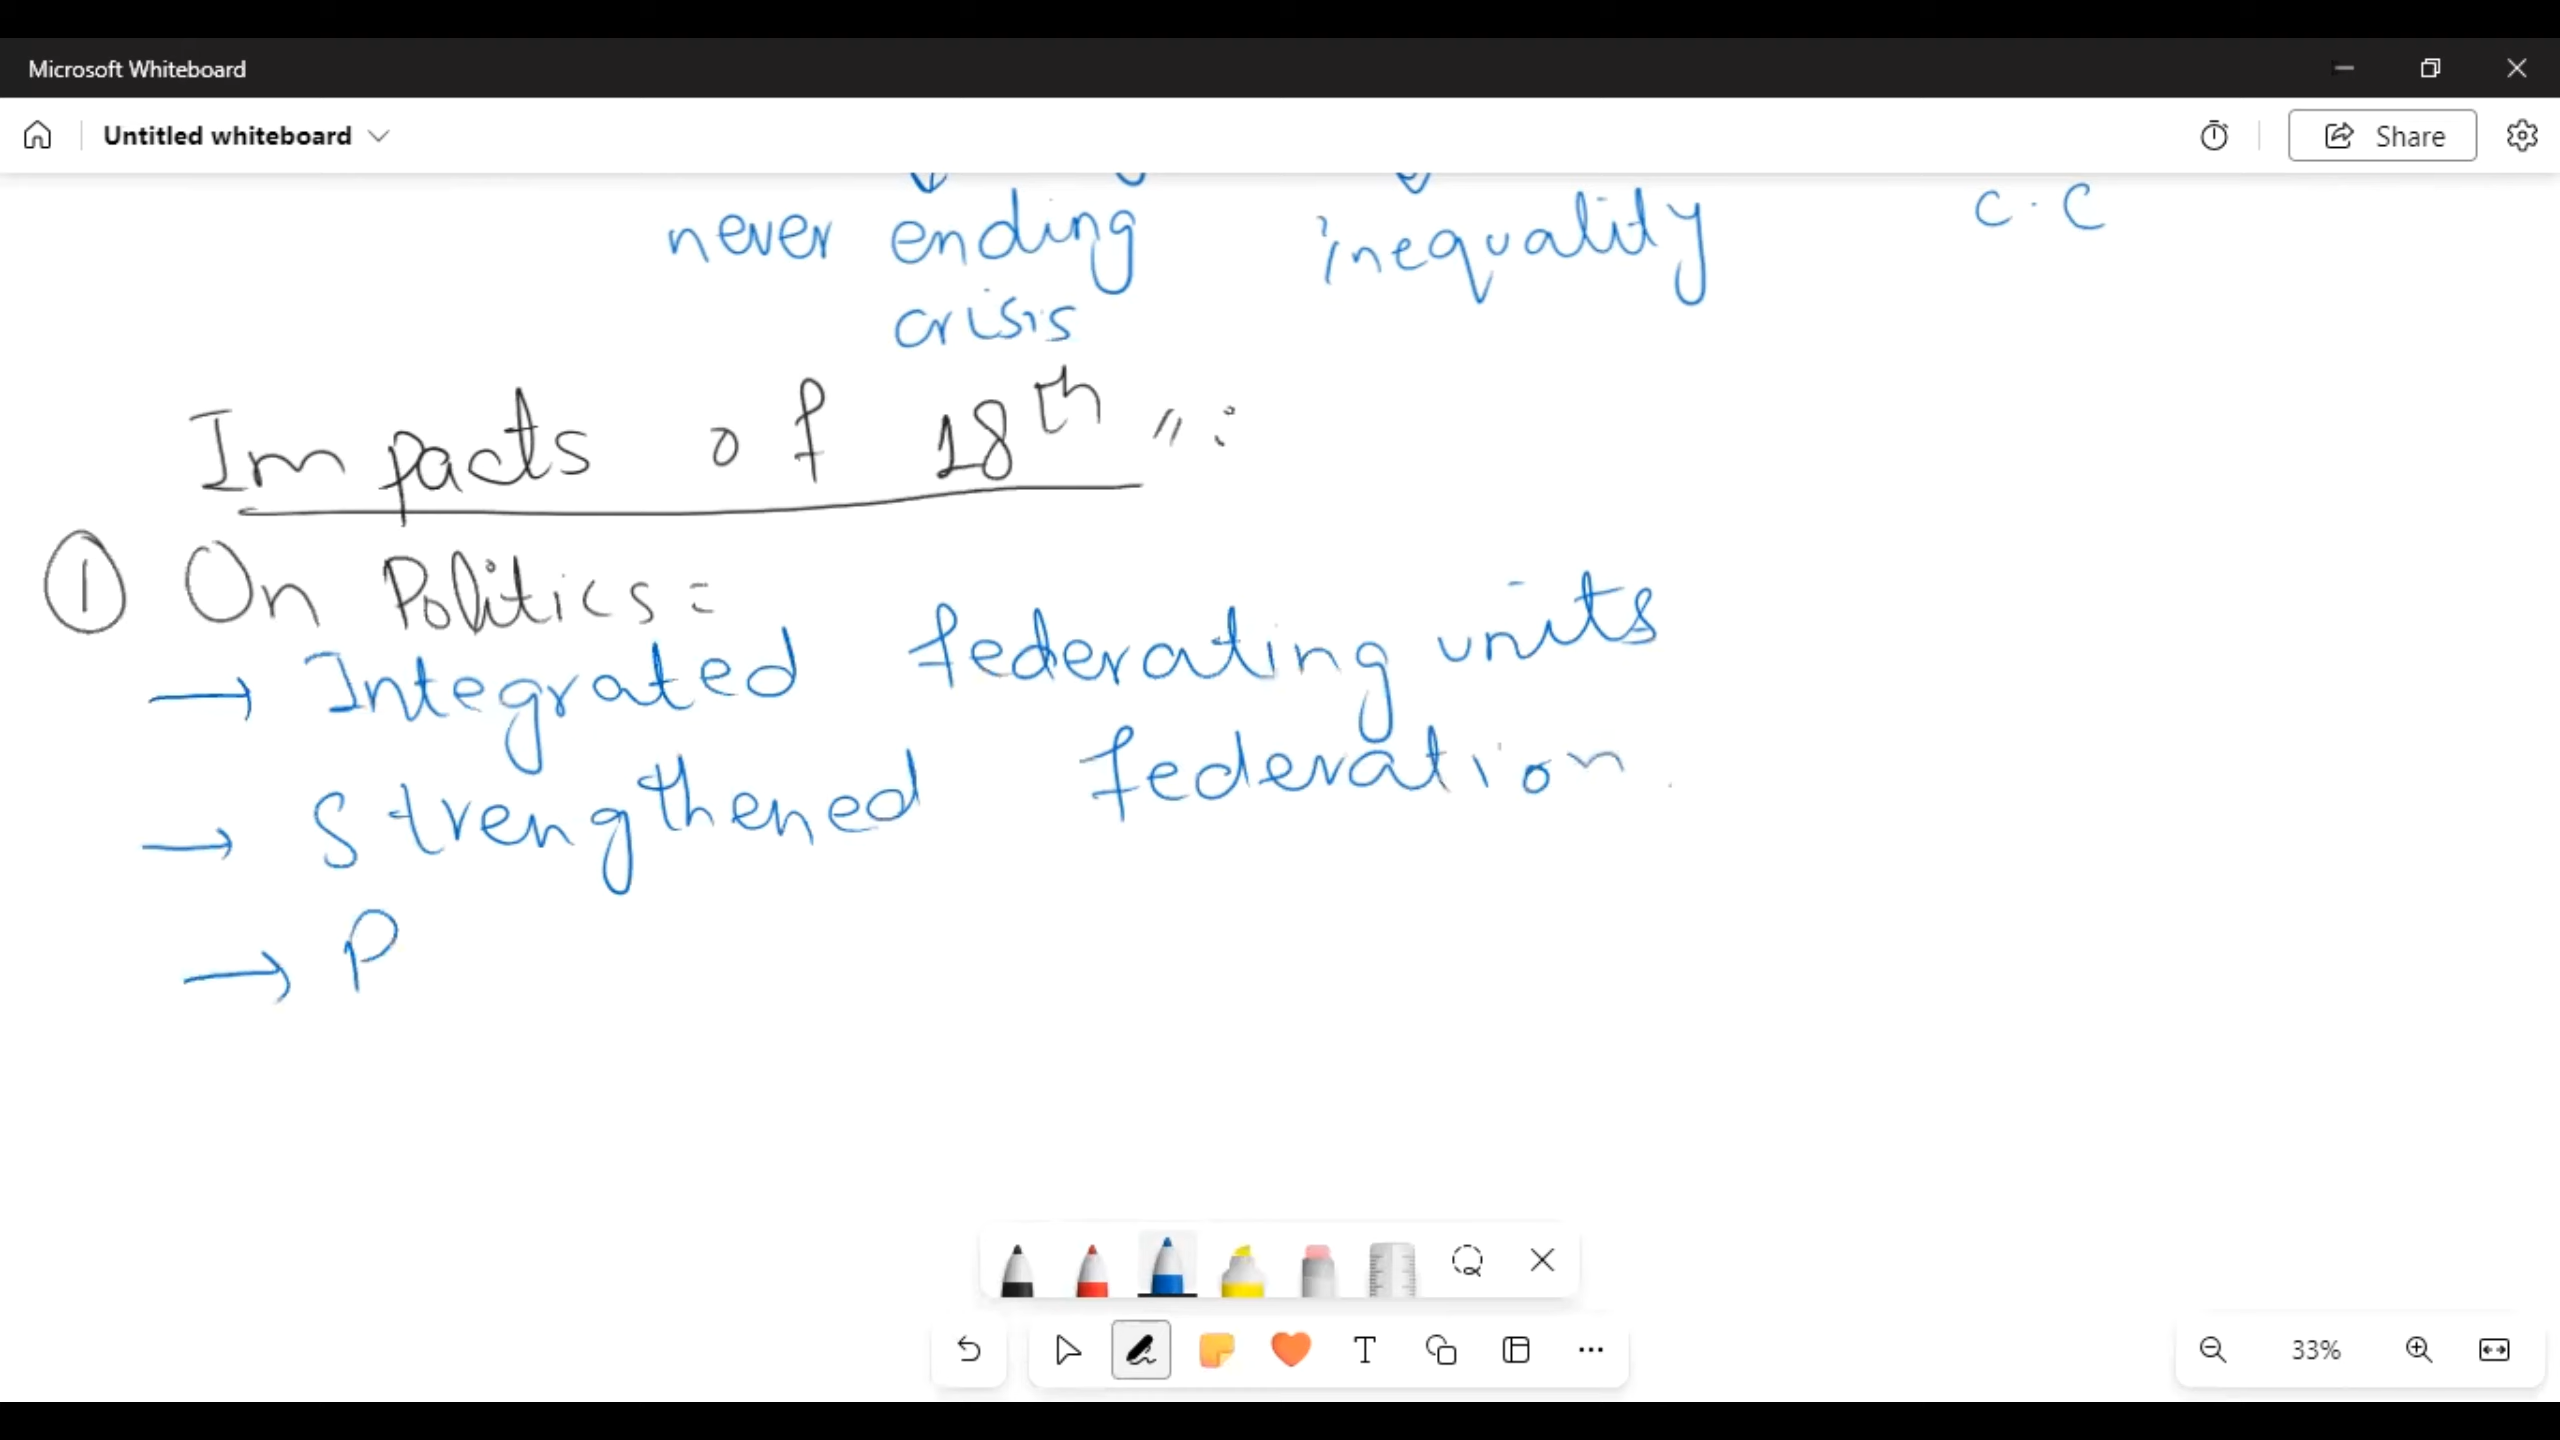 Microsoft Whiteboard
Untitled whiteboard
Share
never ending inequality C.C
crisis
Impacts of 18th " :
① On Politics =
→ Integrated federating units
→ Strengthened federation
→ P
T
33%